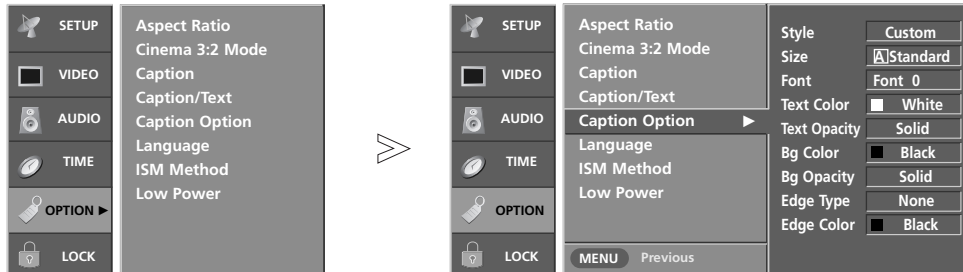 SETUP
VIDEO
AUDIO
TIME
OPTION ►
LOCK
Aspect Ratio
Cinema 3:2 Mode
Caption
Caption/Text
Caption Option
Language
ISM Method
Low Power
SETUP
VIDEO
AUDIO
TIME
OPTION
LOCK
Aspect Ratio
Cinema 3:2 Mode
Caption
Caption/Text
Caption Option ►
Language
ISM Method
Low Power
MENU Previous
Style Custom
Size A Standard
Font Font 0
Text Color White
Text Opacity Solid
Bg Color Black
Bg Opacity Solid
Edge Type None
Edge Color Black